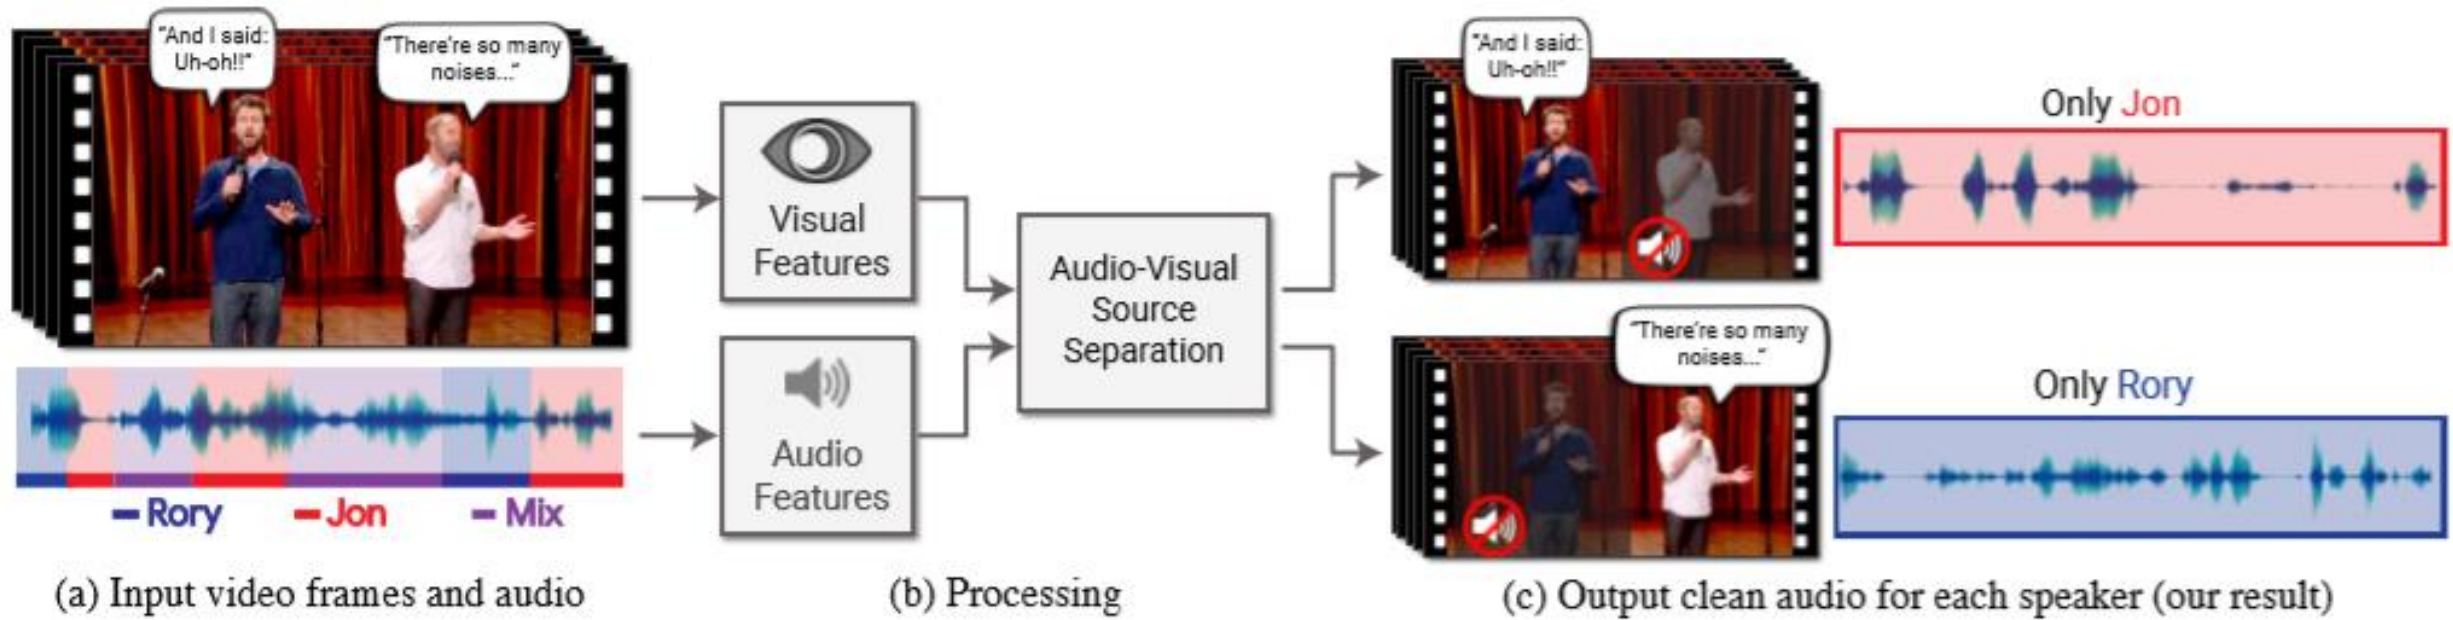 "And I said:
Uh-oh!!"
"There're so many
noises..."
Rory
Jon
Mix
(a) Input video frames and audio
Visual
Features
Audio
Features
Audio-Visual
Source
Separation
(b) Processing
"And I said:
Uh-oh!!"
Only Jon
"There're so many
noises..."
Only Rory
(c) Output clean audio for each speaker (our result)